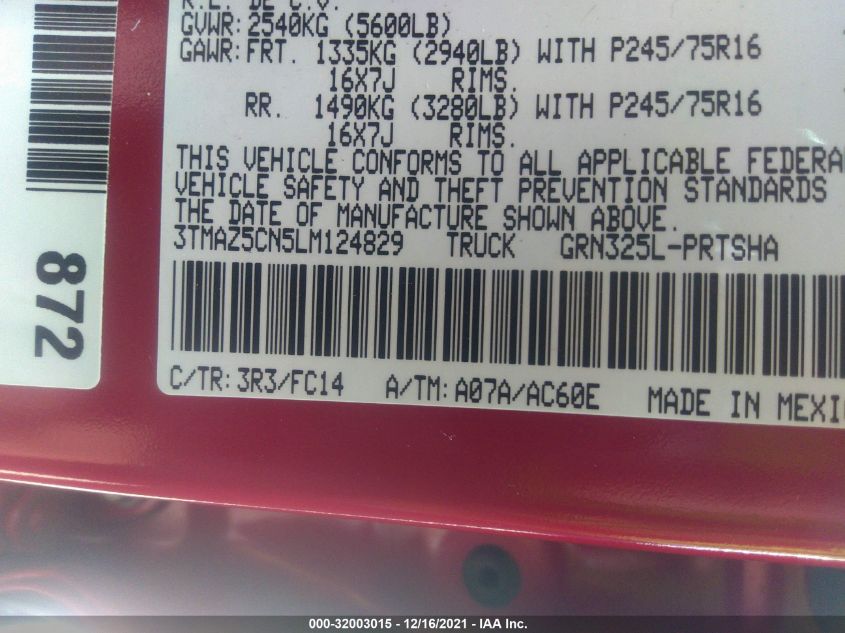 R.L. DE C.V.
GVWR: 2540KG (5600LB)
GAWR: FRT. 1335KG (2940LB) WITH P245/75R16
16X7J RIMS.
RR. 1490KG (3280LB) WITH P245/75R16
16X7J RIMS.
THIS VEHICLE CONFORMS TO ALL APPLICABLE FEDERA
VEHICLE SAFETY AND THEFT PREVENTION STANDARDS
THE DATE OF MANUFACTURE SHOWN ABOVE.
3TMAZ5CN5LM124829 TRUCK GRN325L-PRTSHA
C/TR: 3R3/FC14 A/TM: A07A/AC60E MADE IN MEXIC
872
000-32003015 - 12/16/2021 - IAA Inc.